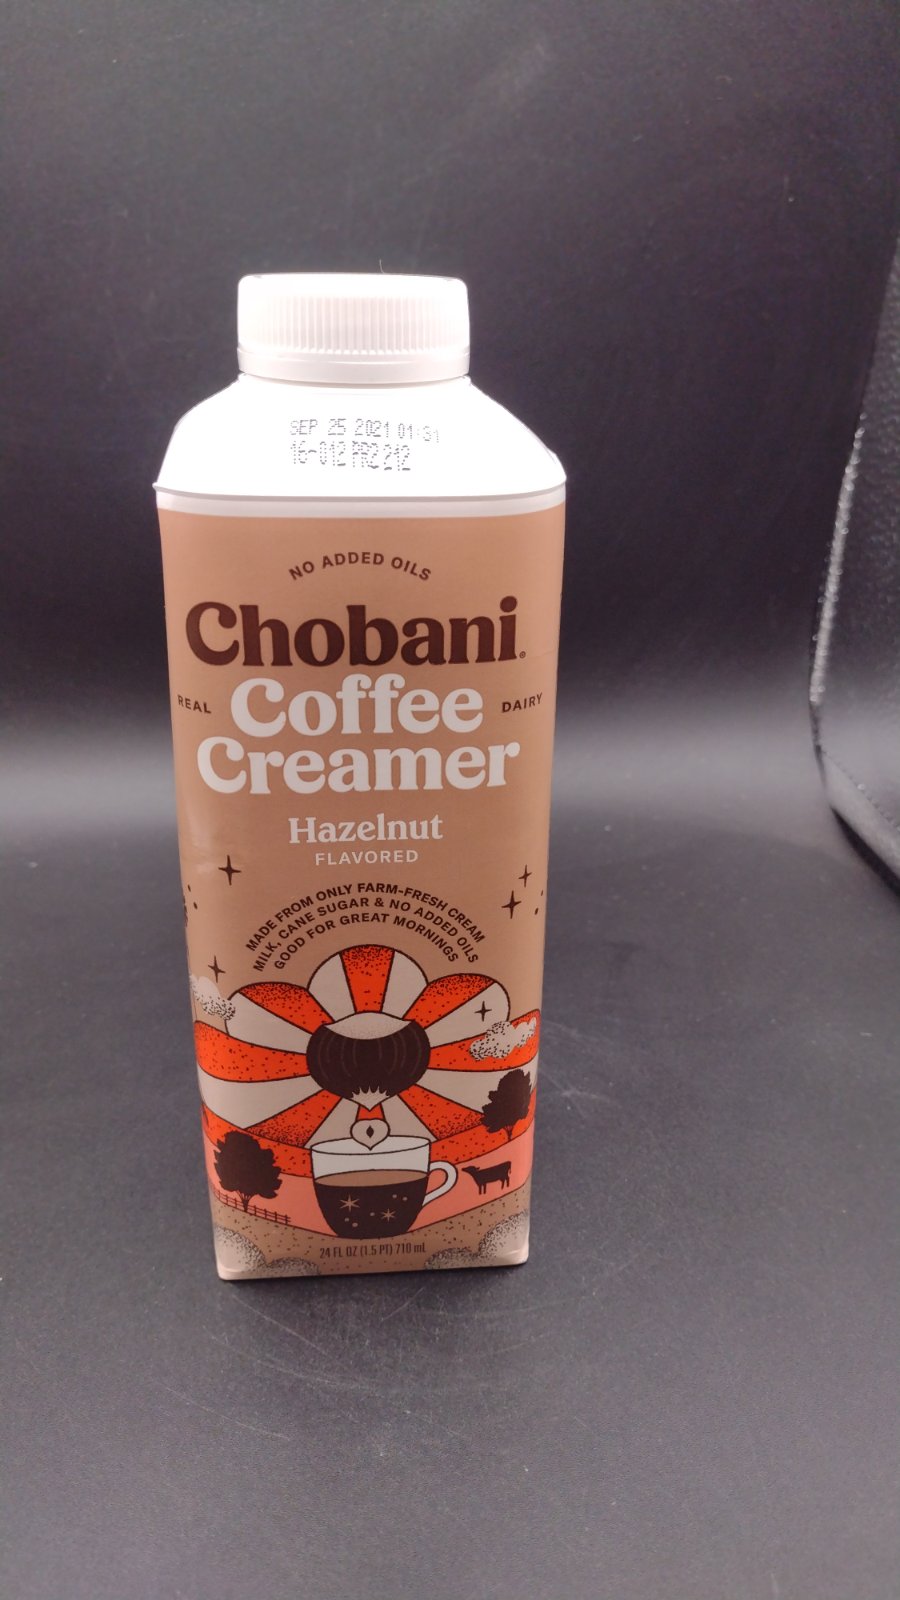 SEP 25 2021 01:31
16-012 PR2 212
NO ADDED OILS
Chobani®
REAL Coffee DAIRY
Creamer
Hazelnut
FLAVORED
MADE FROM ONLY FARM-FRESH CREAM
MILK, CANE SUGAR & NO ADDED OILS
GOOD FOR GREAT MORNINGS
24 FL OZ (1.5 PT) 710 mL